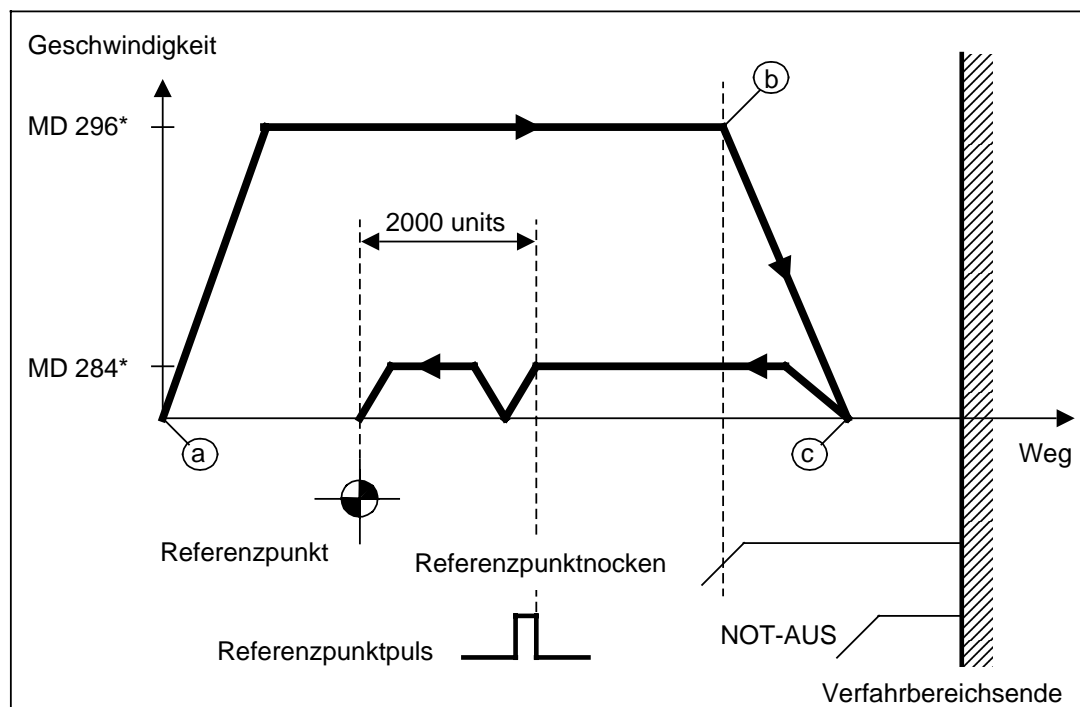 Geschwindigkeit
b
MD 296*
2000 units
MD 284*
a
c
Weg
Referenzpunkt
Referenzpunktnocken
NOT-AUS
Referenzpunktpuls
Verfahrbereichsende